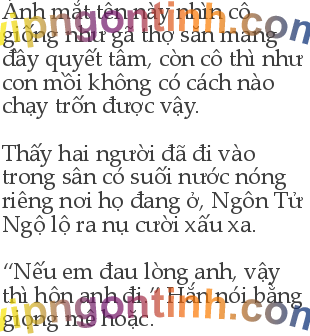 Ánh mắt tên này nhìn cô
giống như gã thợ săn mang
đầy quyết tâm, còn cô thì như
con mồi không có cách nào
chạy trốn được vậy.
Thấy hai người đã đi vào
trong sân có suối nước nóng
riêng nơi họ đang ở, Ngôn Tử
Ngộ lộ ra nụ cười xấu xa.
“Nếu em đau lòng anh, vậy
thì hôn anh đi.” Hắn nói bằng
giọng mê hoặc.
vipngontinh.com
vipngontinh.com